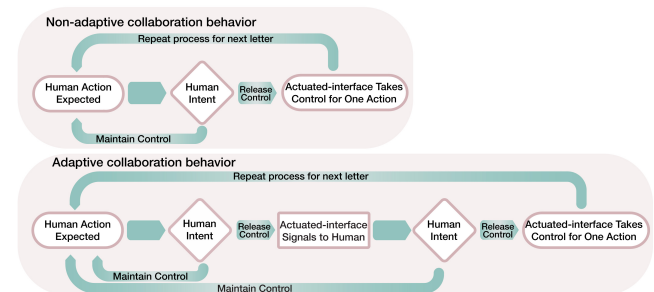 Non-adaptive collaboration behavior
Repeat process for next letter
Human Action
Expected
Human
Intent
Release
Control
Actuated-interface Takes
Control for One Action
Maintain Control
Adaptive collaboration behavior
Repeat process for next letter
Human Action
Expected
Human
Intent
Release
Control
Actuated-interface
Signals to Human
Human
Intent
Release
Control
Actuated-interface Takes
Control for One Action
Maintain Control
Maintain Control